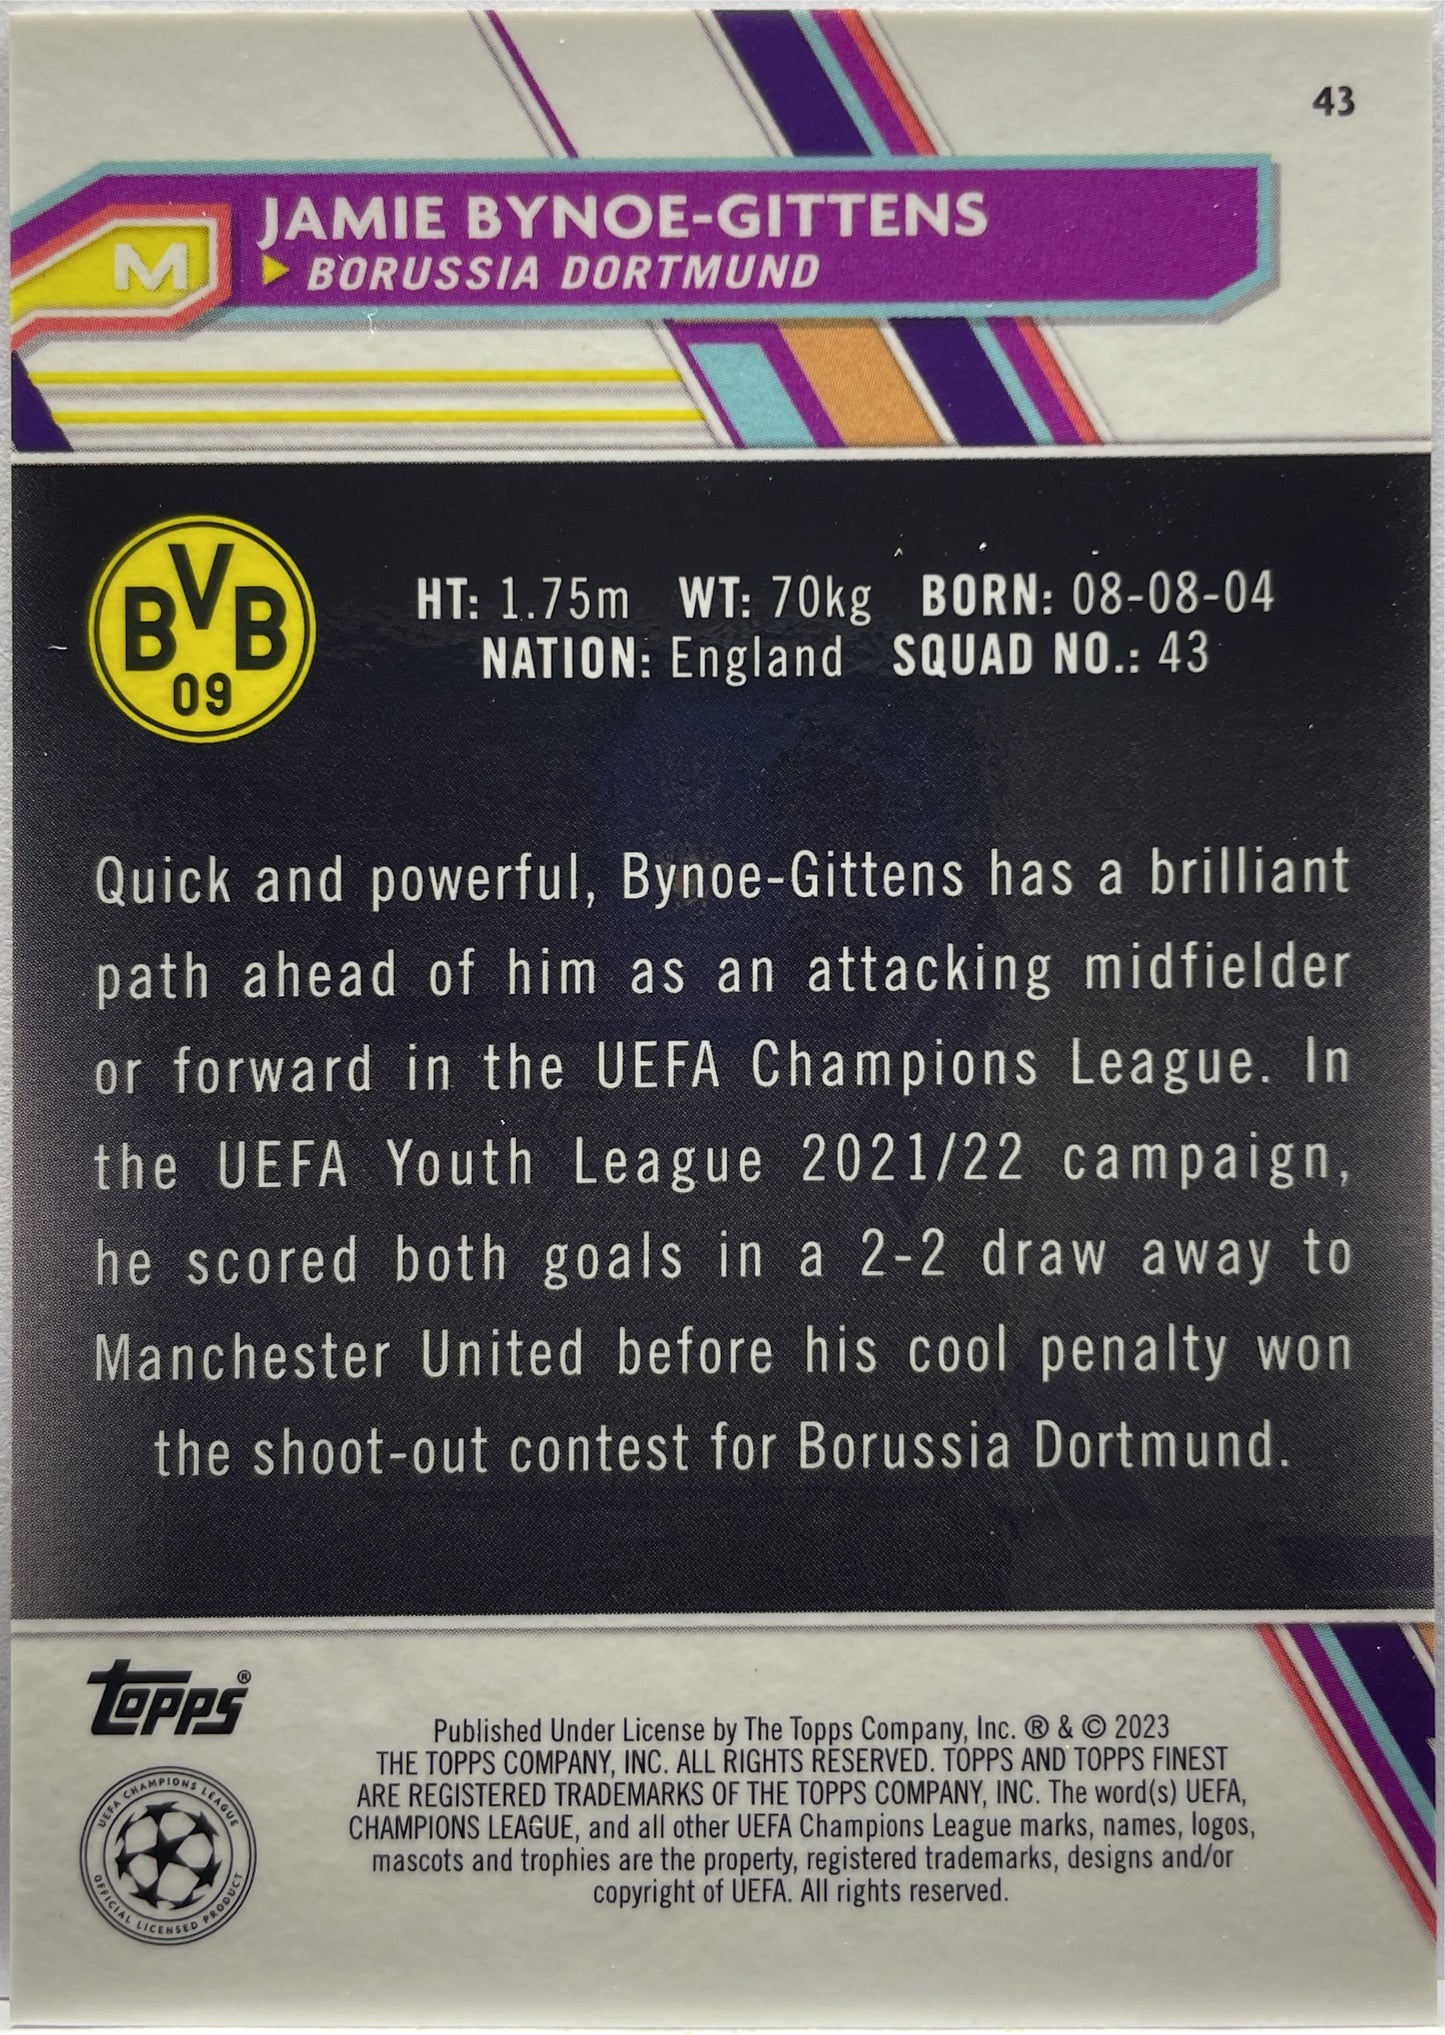 43
JAMIE BYNOE-GITTENS
M
BORUSSIA DORTMUND
BVB
09
HT: 1.75m WT: 70kg BORN: 08-08-04
NATION: England SQUAD NO.: 43
Quick and powerful, Bynoe-Gittens has a brilliant
path ahead of him as an attacking midfielder
or forward in the UEFA Champions League. In
the UEFA Youth League 2021/22 campaign,
he scored both goals in a 2-2 draw away to
Manchester United before his cool penalty won
the shoot-out contest for Borussia Dortmund.
topps®
UEFA CHAMPIONS LEAGUE
OFFICIAL LICENSED PRODUCT
Published Under License by The Topps Company, Inc. ® & © 2023
THE TOPPS COMPANY, INC. ALL RIGHTS RESERVED. TOPPS AND TOPPS FINEST
ARE REGISTERED TRADEMARKS OF THE TOPPS COMPANY, INC. The word(s) UEFA,
CHAMPIONS LEAGUE, and all other UEFA Champions League marks, names, logos,
mascots and trophies are the property, registered trademarks, designs and/or
copyright of UEFA. All rights reserved.